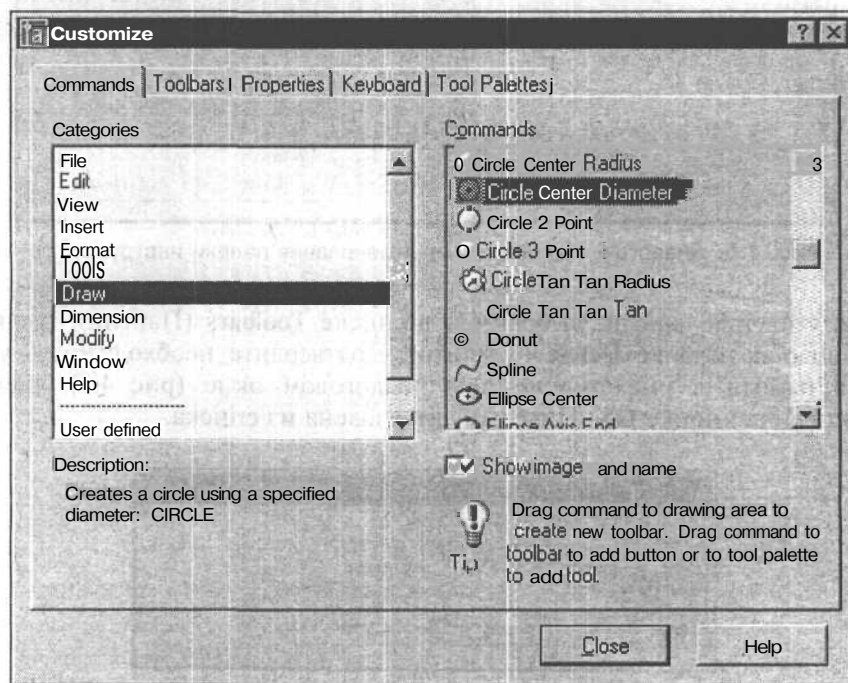 Customize
Commands Toolbars Properties Keyboard Tool Palettes
Categories
File
Edit
View
Insert
Format
Tools
Draw
Dimension
Modify
Window
Help
User defined
Description:
Creates a circle using a specified
diameter: CIRCLE
Commands
Circle Center Radius
Circle Center Diameter
Circle 2 Point
Circle 3 Point
Circle Tan Tan Radius
Circle Tan Tan Tan
Donut
Spline
Ellipse Center
Ellipse Axis End
Show image and name
Tip
Drag command to drawing area to
create new toolbar. Drag command to
toolbar to add button or to tool palette
to add tool.
Close Help